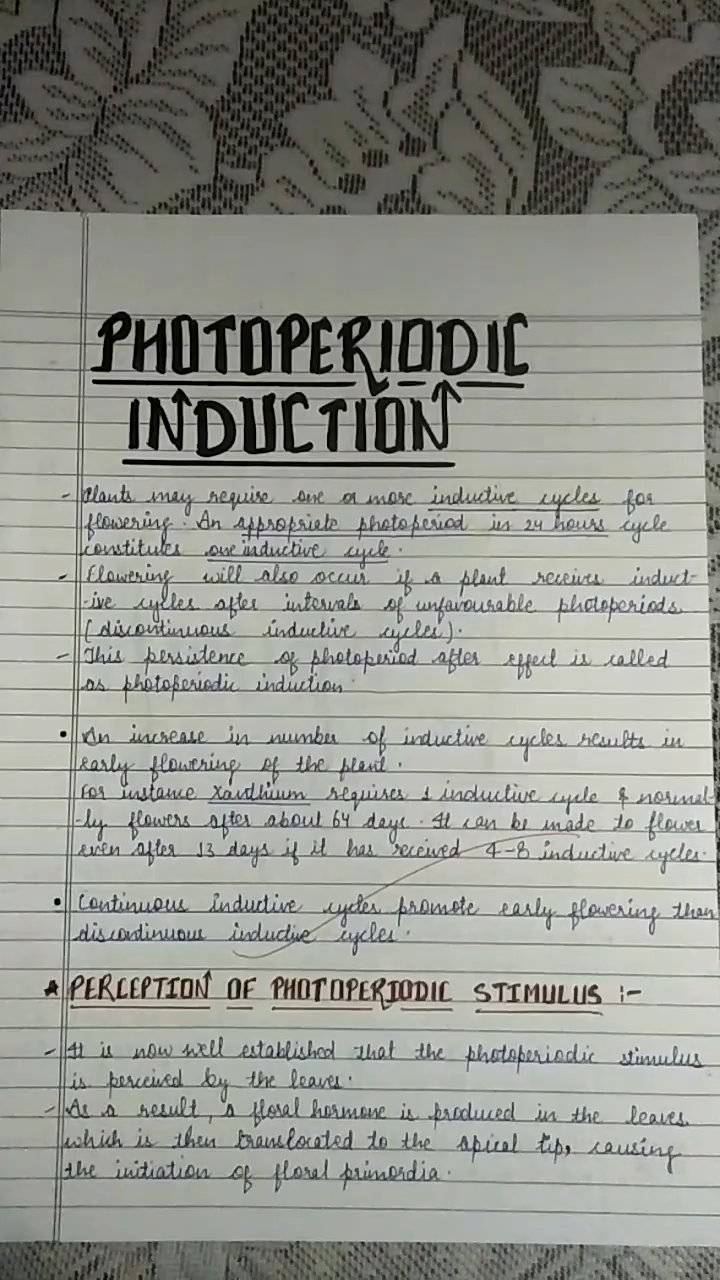 PHOTOPERIODIC
INDUCTION
- Plants may require one or more inductive cycles for
flowering. An appropriate photoperiod in 24 hours cycle
constitutes one inductive cycle.
- Flowering will also occur if a plant receives induct-
-ive cycles after intervals of unfavourable photoperiods
(discontinuous inductive cycles).
- This persistence of photoperiod after effect is called
as photoperiodic induction.
• An increase in number of inductive cycles results in
early flowering of the plant.
For instance Xanthium requires 1 inductive cycle & normal-
-ly flowers after about 64 days. It can be made to flower
even after 13 days if it has received 4-8 inductive cycles.
• Continuous inductive cycles promote early flowering than
discontinuous inductive cycles.
* PERCEPTION OF PHOTOPERIODIC STIMULUS :-
- It is now well established that the photoperiodic stimulus
is perceived by the leaves.
- As a result, a floral hormone is produced in the leaves
which is then translocated to the apical tip, causing
the initiation of floral primordia.